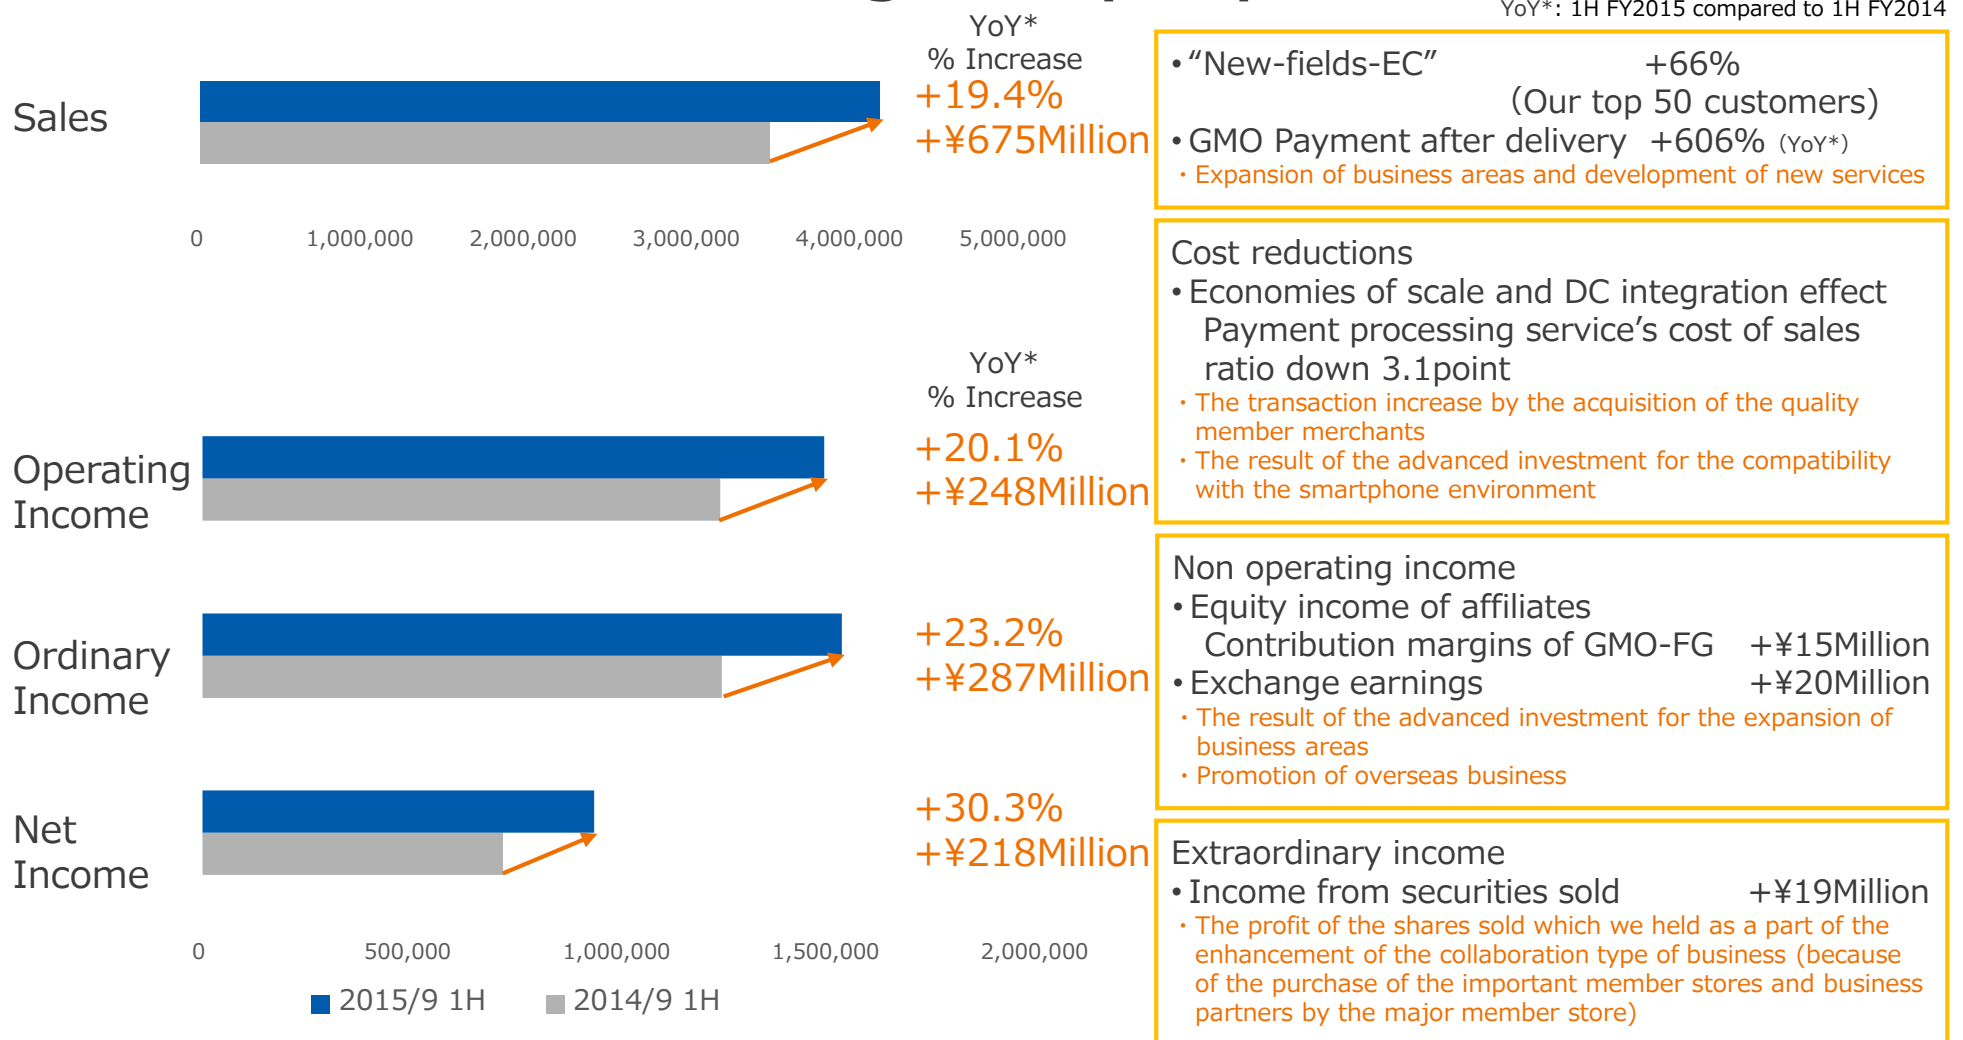 YoY*: 1H FY2015 compared to 1H FY2014
YoY*
% Increase
Sales
+19.4%
+¥675Million
0 1,000,000 2,000,000 3,000,000 4,000,000 5,000,000
YoY*
% Increase
Operating
Income
+20.1%
+¥248Million
Ordinary
Income
+23.2%
+¥287Million
Net
Income
+30.3%
+¥218Million
0 500,000 1,000,000 1,500,000 2,000,000
2015/9 1H 2014/9 1H
•“New-fields-EC” +66%
(Our top 50 customers)
•GMO Payment after delivery +606% (YoY*)
・Expansion of business areas and development of new services
Cost reductions
•Economies of scale and DC integration effect
Payment processing service’s cost of sales
ratio down 3.1point
・The transaction increase by the acquisition of the quality
member merchants
・The result of the advanced investment for the compatibility
with the smartphone environment
Non operating income
•Equity income of affiliates
Contribution margins of GMO-FG +¥15Million
•Exchange earnings +¥20Million
・The result of the advanced investment for the expansion of
business areas
・Promotion of overseas business
Extraordinary income
•Income from securities sold +¥19Million
・The profit of the shares sold which we held as a part of the
enhancement of the collaboration type of business (because
of the purchase of the important member stores and business
partners by the major member store)